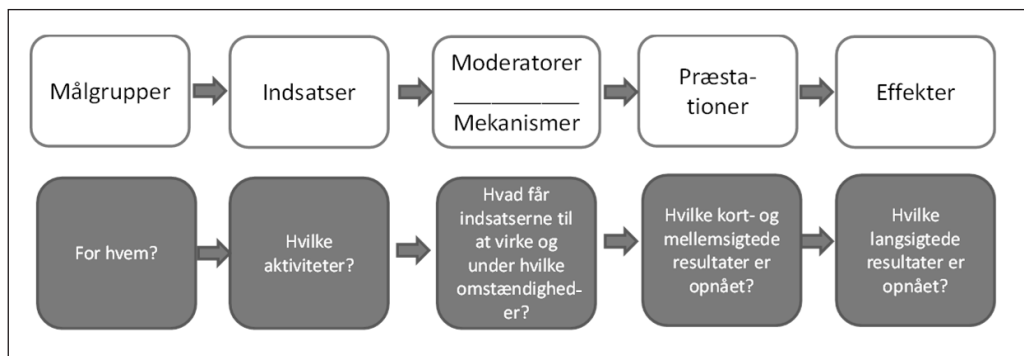 Målgrupper
Indsatser
Moderatorer
___________
Mekanismer
Præsta-
tioner
Effekter
For hvem?
Hvilke
aktiviteter?
Hvad får
indsatserne til
at virke og
under hvilke
omstændighed-
er?
Hvilke kort- og
mellemsigtede
resultater er
opnået?
Hvilke
langsigtede
resultater er
opnået?